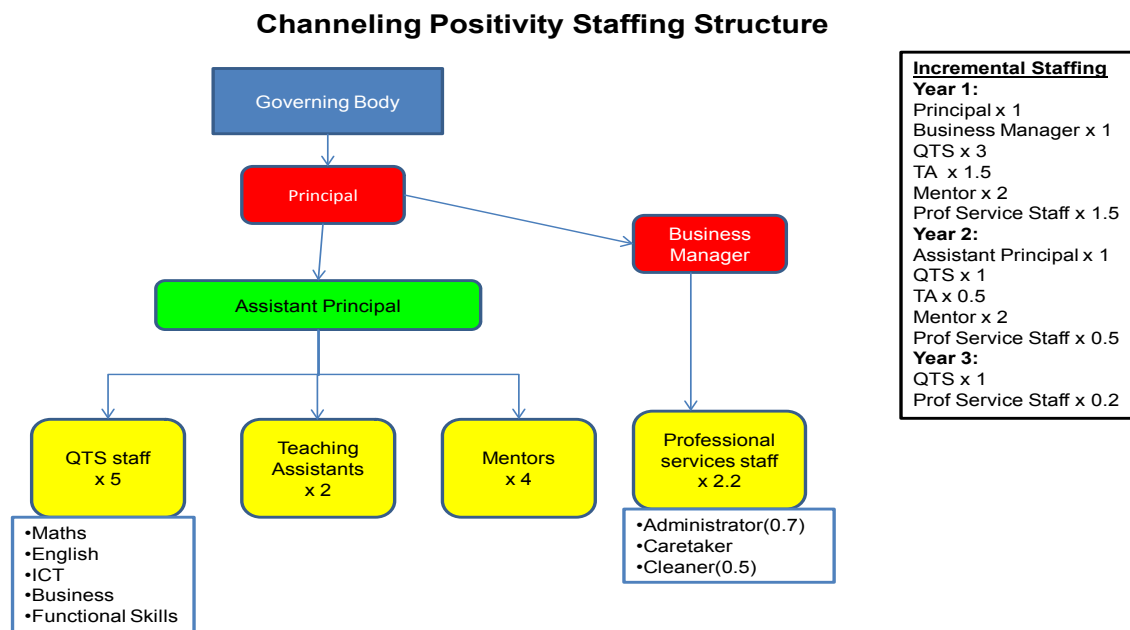 Channeling Positivity Staffing Structure
Governing Body
Principal
Business
Manager
Assistant Principal
QTS staff
x 5
Teaching
Assistants
x 2
Mentors
x 4
Professional
services staff
x 2.2
•Maths
•English
•ICT
•Business
•Functional Skills
•Administrator(0.7)
•Caretaker
•Cleaner(0.5)
Incremental Staffing
Year 1:
Principal x 1
Business Manager x 1
QTS x 3
TA x 1.5
Mentor x 2
Prof Service Staff x 1.5
Year 2:
Assistant Principal x 1
QTS x 1
TA x 0.5
Mentor x 2
Prof Service Staff x 0.5
Year 3:
QTS x 1
Prof Service Staff x 0.2